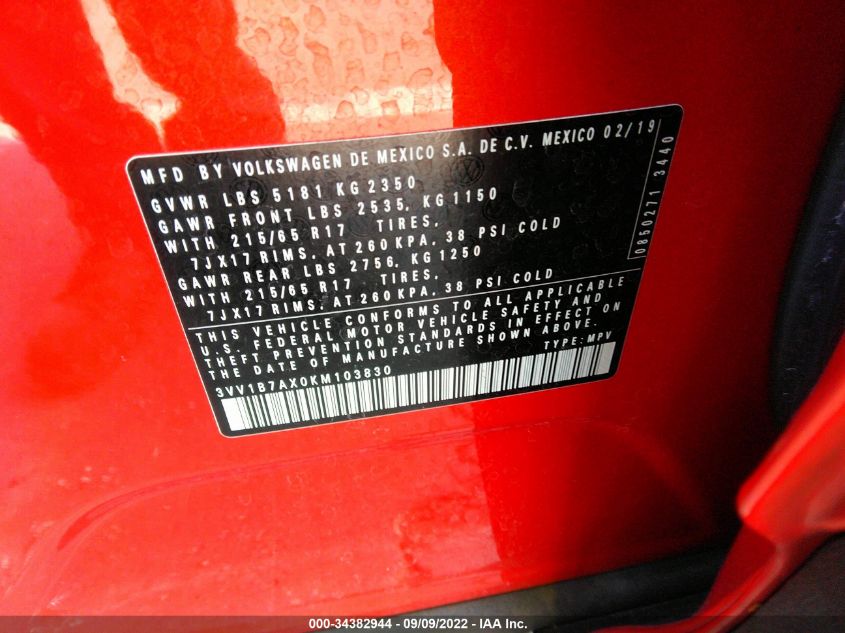 MFD BY VOLKSWAGEN DE MEXICO S.A. DE C.V. MEXICO 02/19
GVWR LBS 5181 KG 2350
GAWR FRONT LBS 2535, KG 1150
WITH 215/65 R17 TIRES,
7JX17 RIMS, AT 260 KPA, 38 PSI COLD
GAWR REAR LBS 2756, KG 1250
WITH 215/65 R17 TIRES,
7JX17 RIMS, AT 260 KPA, 38 PSI COLD
0850271 3440
THIS VEHICLE CONFORMS TO ALL APPLICABLE
U.S. FEDERAL MOTOR VEHICLE SAFETY AND
THEFT PREVENTION STANDARDS IN EFFECT ON
THE DATE OF MANUFACTURE SHOWN ABOVE.
3VV1B7AX0KM103830 TYPE: MPV
000-34382944 - 09/09/2022 - IAA Inc.